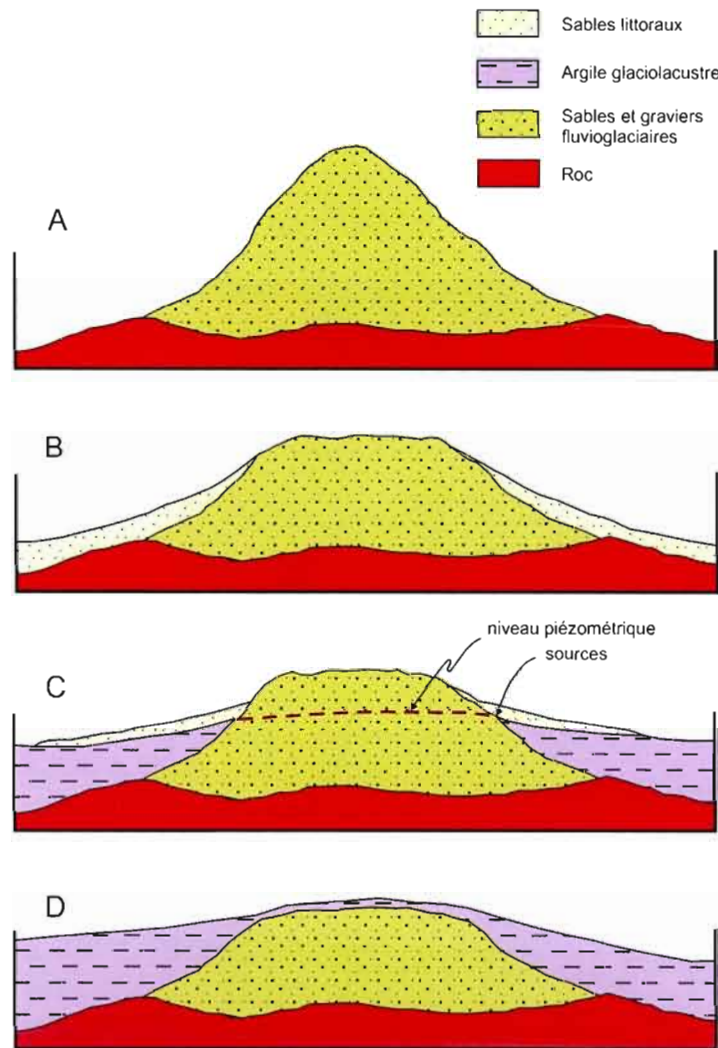 Sables littoraux
Argile glaciolacustre
Sables et graviers
fluvioglaciaires
Roc
A
B
niveau piézométrique
sources
C
D